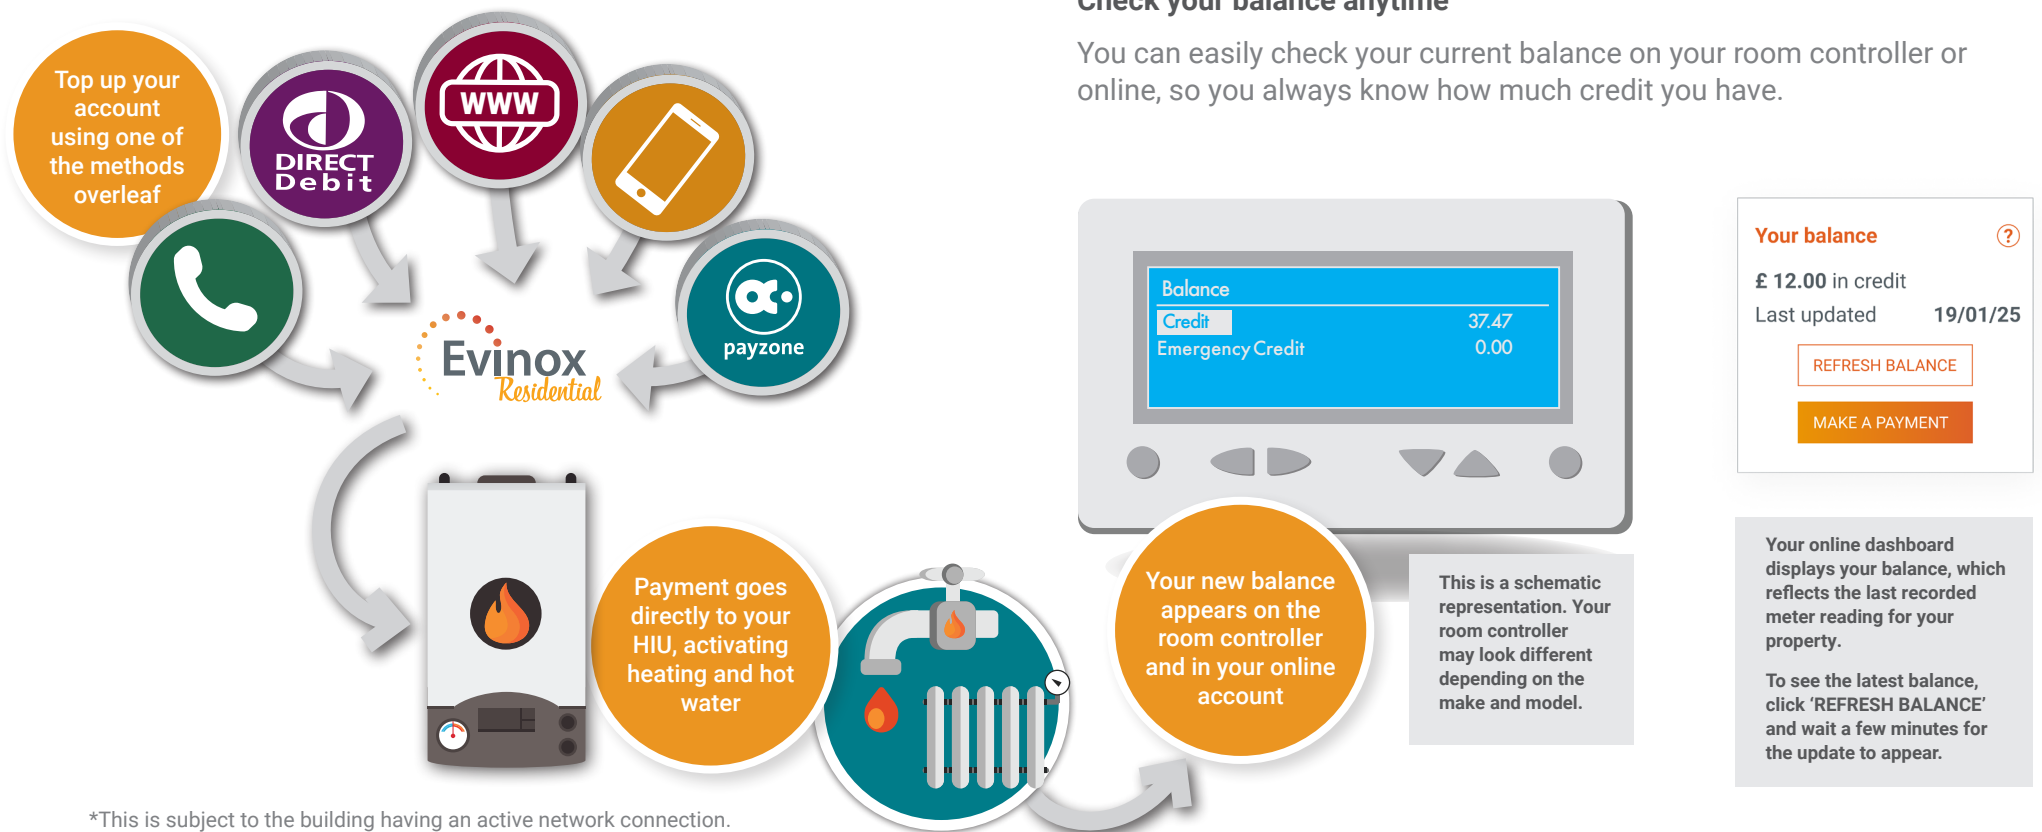 Top up your
account
using one of
the methods
overleaf
DIRECT
Debit
WWW
payzone
Evinox
Residential
Payment goes
directly to your
HIU, activating
heating and hot
water
*This is subject to the building having an active network connection.
Check your balance anytime
You can easily check your current balance on your room controller or
online, so you always know how much credit you have.
Balance
Credit 37.47
Emergency Credit 0.00
Your new balance
appears on the
room controller
and in your online
account
This is a schematic
representation. Your
room controller
may look different
depending on the
make and model.
Your balance ?
£ 12.00 in credit
Last updated 19/01/25
REFRESH BALANCE
MAKE A PAYMENT
Your online dashboard
displays your balance, which
reflects the last recorded
meter reading for your
property.
To see the latest balance,
click ‘REFRESH BALANCE’
and wait a few minutes for
the update to appear.